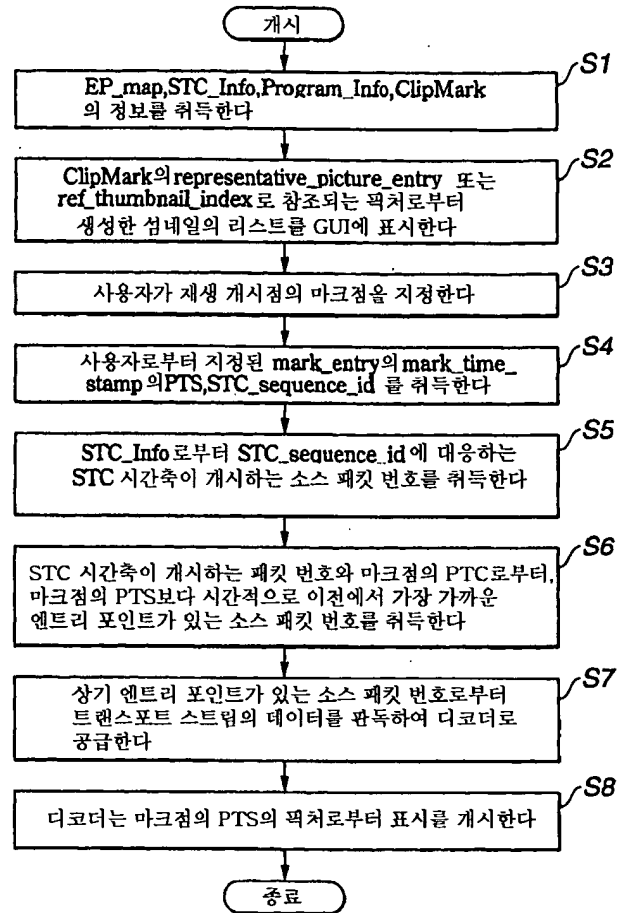 개시
S1
EP_map,STC_Info,Program_Info,ClipMark
의 정보를 취득한다
S2
ClipMark의 representative_picture_entry 또는
ref_thumbnail_index로 참조되는 픽처로부터
생성한 섬네일의 리스트를 GUI에 표시한다
S3
사용자가 재생 개시점의 마크점을 지정한다
S4
사용자로부터 지정된 mark_entry의 mark_time_
stamp의PTS,STC_sequence_id 를 취득한다
S5
STC_Info로부터 STC_sequence_id에 대응하는
STC 시간축이 개시하는 소스 패킷 번호를 취득한다
S6
STC 시간축이 개시하는 패킷 번호와 마크점의 PTC로부터,
마크점의 PTS보다 시간적으로 이전에서 가장 가까운
엔트리 포인트가 있는 소스 패킷 번호를 취득한다
S7
상기 엔트리 포인트가 있는 소스 패킷 번호로부터
트랜스포트 스트림의 데이터를 판독하여 디코더로
공급한다
S8
디코더는 마크점의 PTS의 픽처로부터 표시를 개시한다
종료